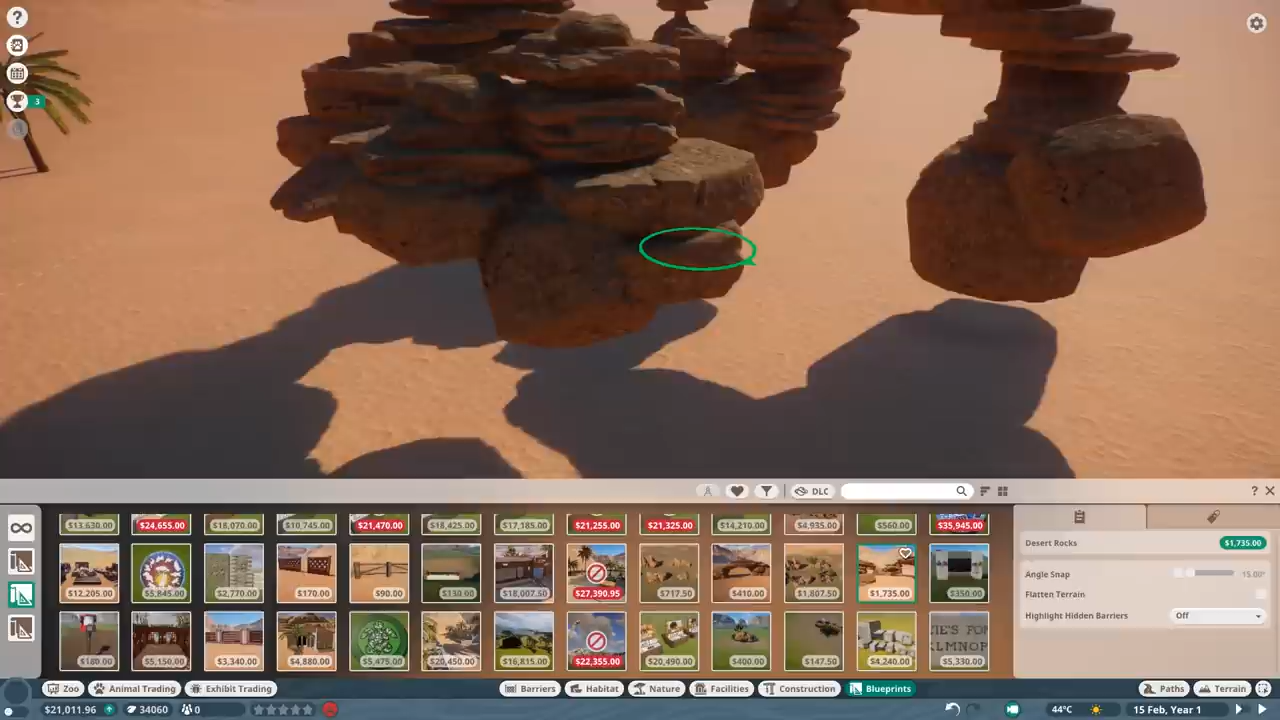 ?
3
DLC
? ✕
$13,630.00 $24,655.00 $18,070.00 $10,745.00 $21,470.00 $18,425.00 $17,185.00 $21,255.00 $21,325.00 $14,210.00 $4,935.00 $560.00 $35,945.00
$12,205.00 $5,845.00 $2,770.00 $170.00 $90.00 $130.00 $18,007.50 $27,390.95 $717.50 $410.00 $1,807.50 $1,735.00 $350.00
$180.00 $5,150.00 $3,340.00 $4,880.00 $5,475.00 $20,450.00 $16,815.00 $22,355.00 $20,490.00 $400.00 $147.50 $4,240.00 $5,330.00
Desert Rocks $1,735.00
Angle Snap 15.00°
Flatten Terrain
Highlight Hidden Barriers Off
Zoo Animal Trading Exhibit Trading Barriers Habitat Nature Facilities Construction Blueprints Paths Terrain
$21,011.96 34060 0 44°C 15 Feb, Year 1